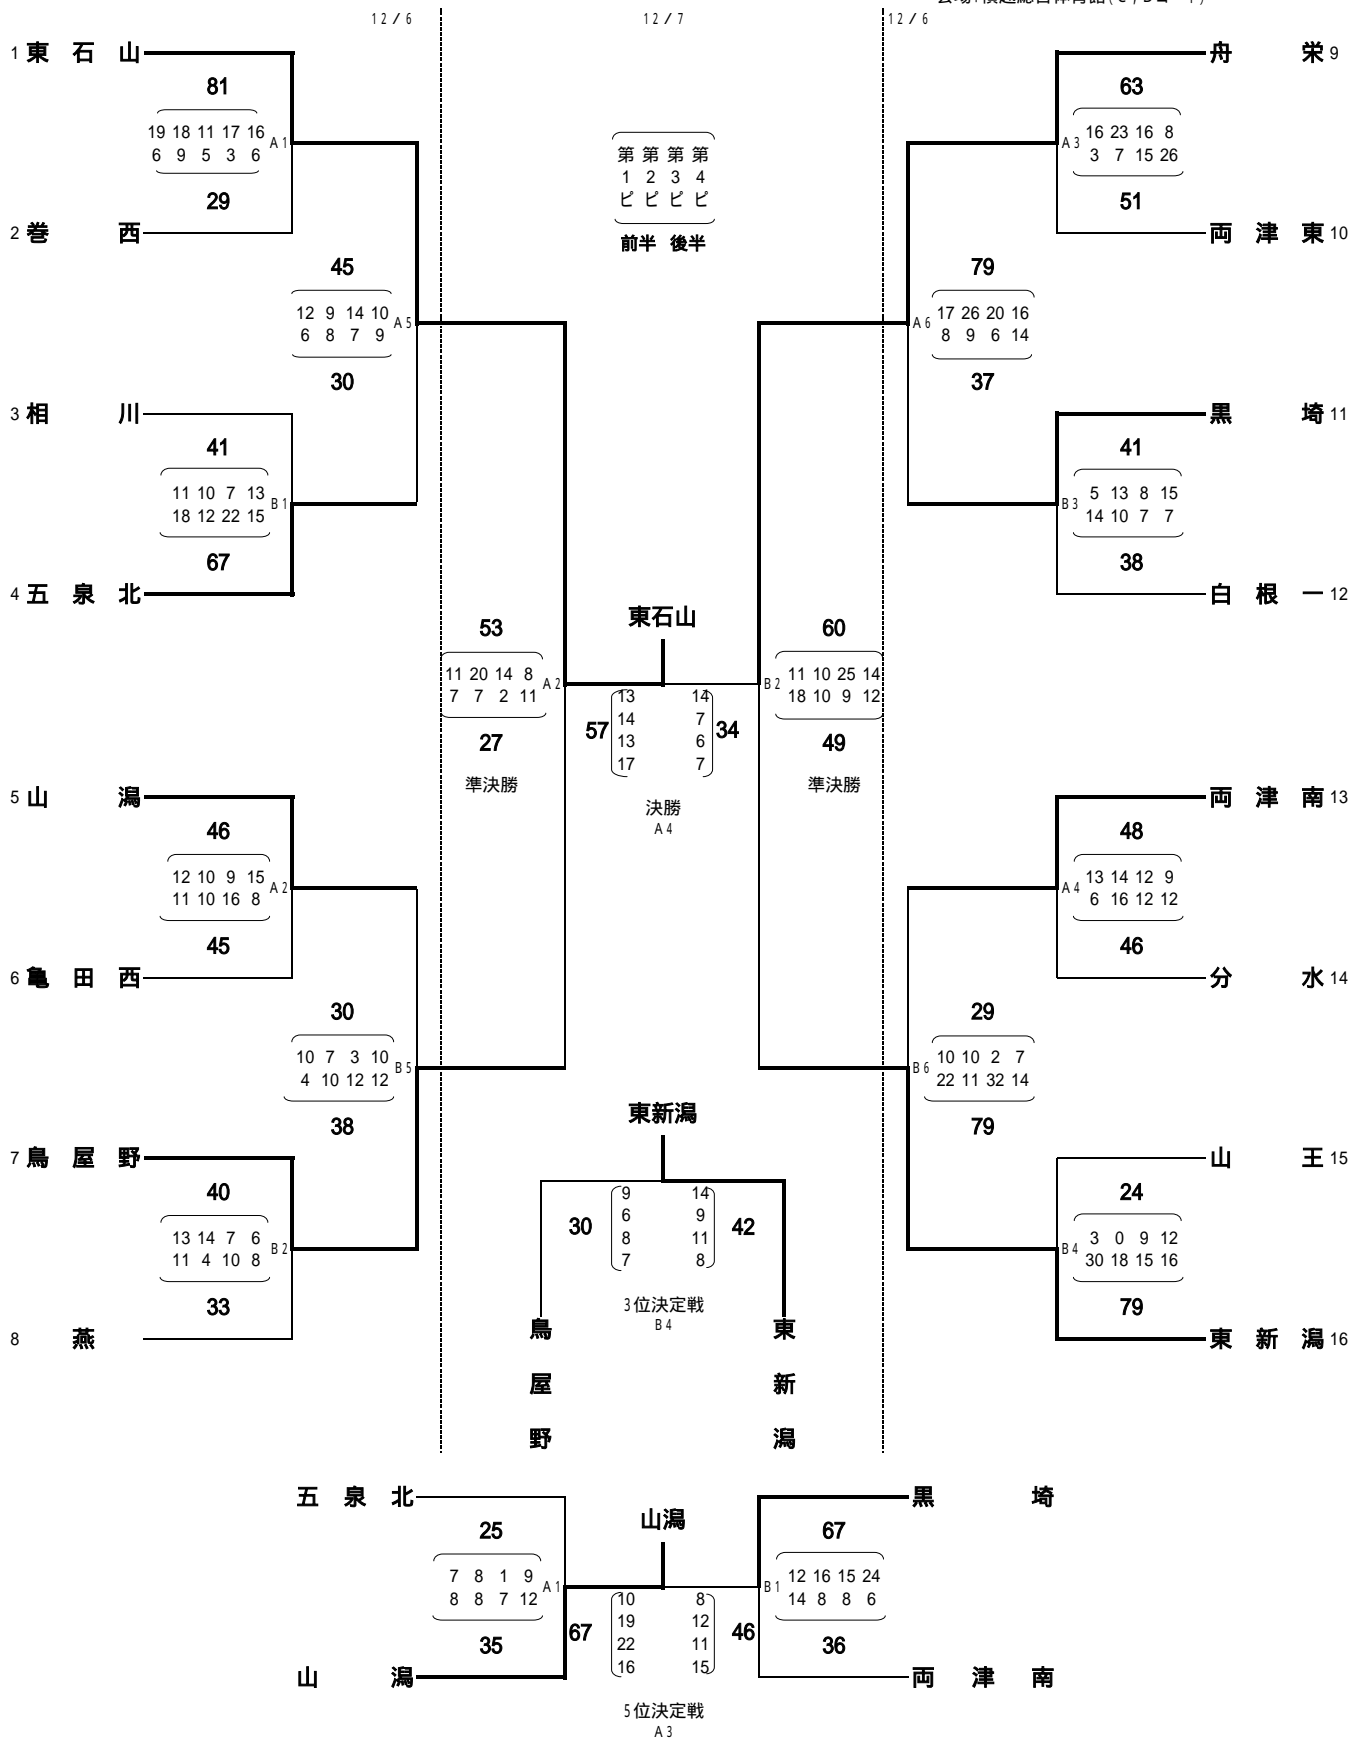 12/6
12/7
12/6
1 東石山
81
19 18 11 17 16
6 9 5 3 6
A1
29
2 巻西
45
12 9 14 10
6 8 7 9
A5
30
3 相川
41
11 10 7 13
18 12 22 15
B1
67
4 五泉北
53
11 20 14 8
7 7 2 11
A2
27
準決勝
5 山潟
46
12 10 9 15
11 10 16 8
A2
45
6 亀田西
30
10 7 3 10
4 10 12 12
B5
38
7 鳥屋野
40
13 14 7 6
11 4 10 8
B2
33
8 燕
第 第 第 第
1 2 3 4
ピ ピ ピ ピ
前半 後半
東石山
57
13 14
14 7
13 6
17 7
34
決勝
A4
東新潟
30
9 14
6 9
8 11
7 8
42
3位決定戦
B4
鳥屋野
東新潟
舟栄 9
63
A3
16 23 16 8
3 7 15 26
51
両津東 10
79
A6
17 26 20 16
8 9 6 14
37
黒埼 11
41
B3
5 13 8 15
14 10 7 7
38
白根一 12
60
B2
11 10 25 14
18 10 9 12
49
準決勝
両津南 13
48
A4
13 14 12 9
6 16 12 12
46
分水 14
29
B6
10 10 2 7
22 11 32 14
79
山王 15
24
B4
3 0 9 12
30 18 15 16
79
東新潟 16
五泉北
25
7 8 1 9
8 8 7 12
A1
35
山潟
山潟
67
10 8
19 12
22 11
16 15
46
5位決定戦
A3
黒埼
67
B1
12 16 15 24
14 8 8 6
36
両津南